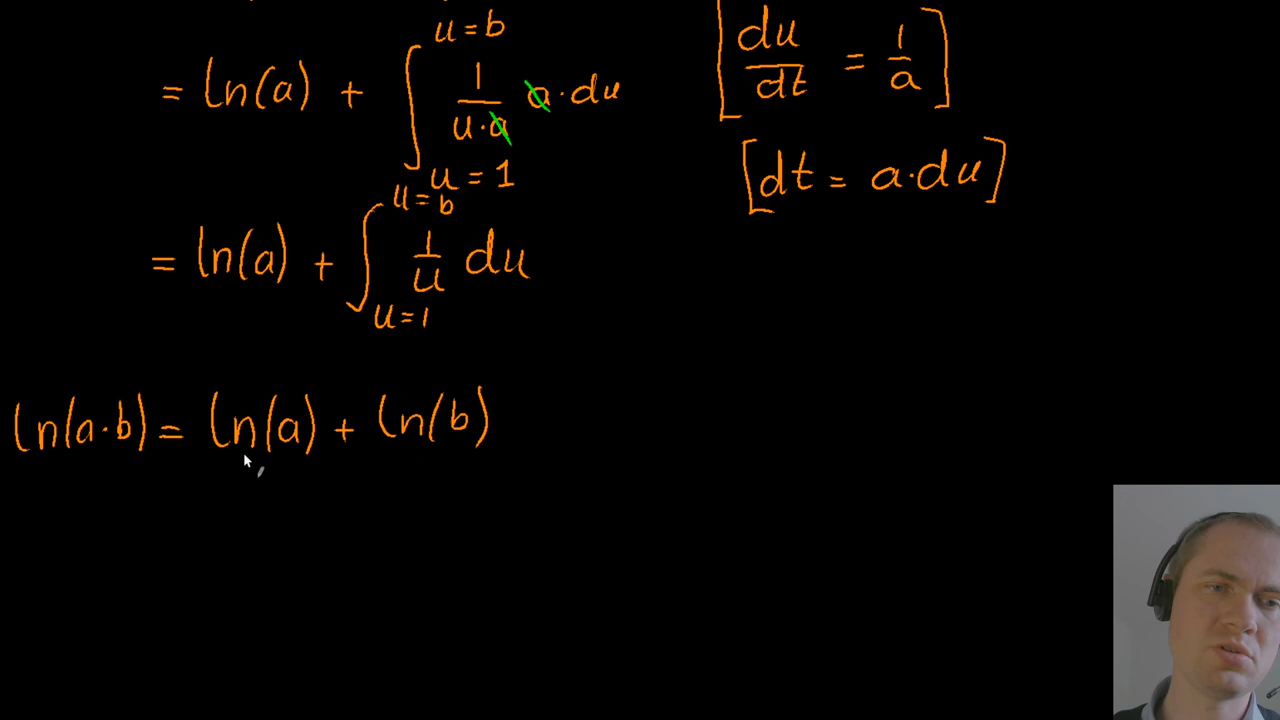 u = b
= ln(a) + ∫ 1/(u·a) a·du
u = 1
[du/dt = 1/a]
[dt = a·du]
u = b
= ln(a) + ∫ 1/u du
u = 1
ln(a·b) = ln(a) + ln(b)